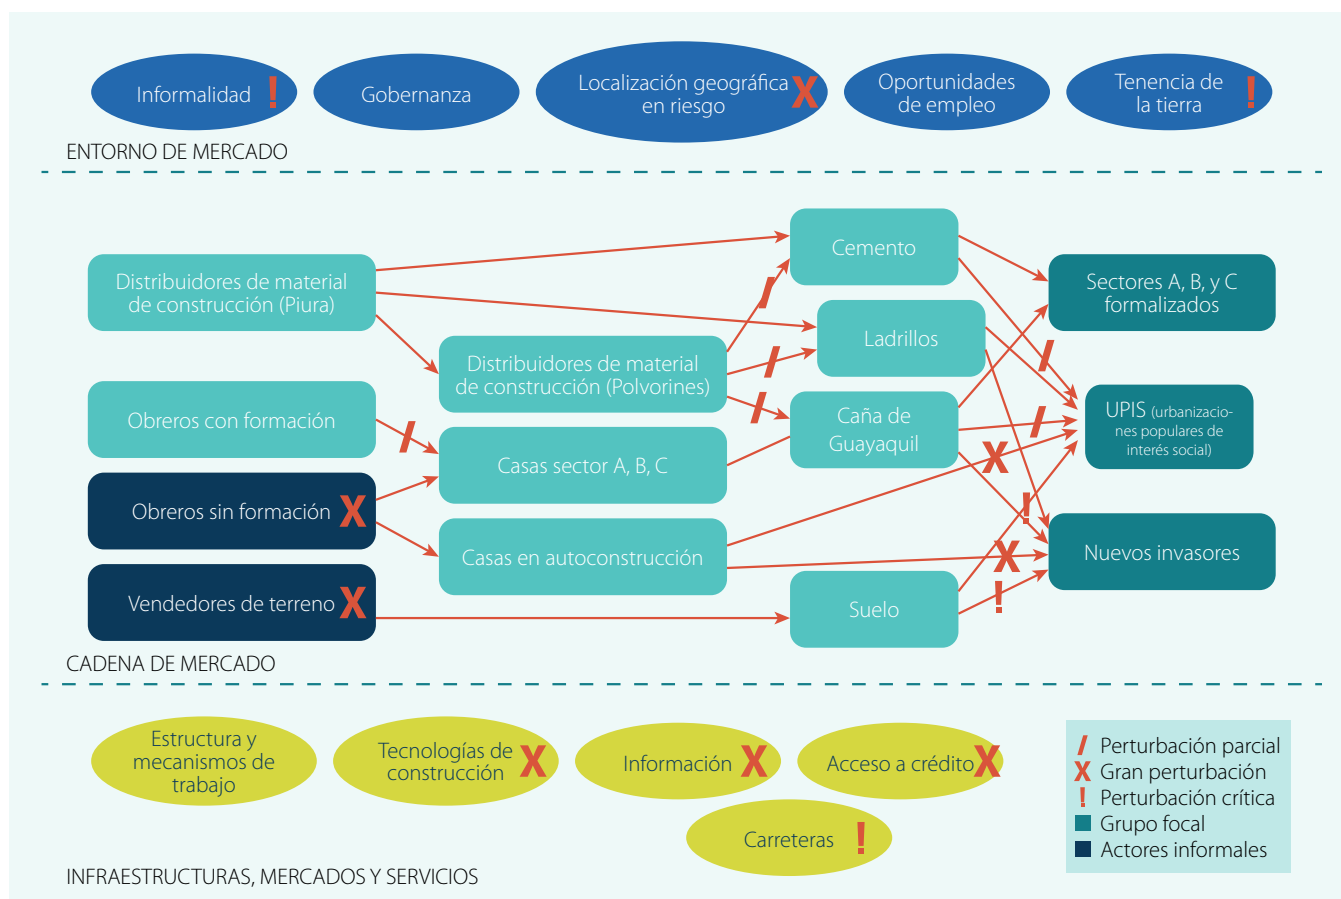 Informalidad !
Gobernanza
Localización geográfica
en riesgo X
Oportunidades
de empleo
Tenencia de
la tierra !
ENTORNO DE MERCADO
Distribuidores de material
de construcción (Piura)
Obreros con formación
Obreros sin formación X
Vendedores de terreno X
Distribuidores de material
de construcción (Polvorines)
Casas sector A, B, C
Casas en autoconstrucción
Cemento
Ladrillos
Caña de
Guayaquil
Suelo
/
/
/
/
/
/
X
!
X
!
Sectores A, B, y C
formalizados
UPIS (urbanizacio-
nes populares de
interés social)
Nuevos invasores
CADENA DE MERCADO
Estructura y
mecanismos de
trabajo
Tecnologías de
construcción X
Información X
Acceso a crédito X
Carreteras !
INFRAESTRUCTURAS, MERCADOS Y SERVICIOS
/ Perturbación parcial
X Gran perturbación
! Perturbación crítica
Grupo focal
Actores informales